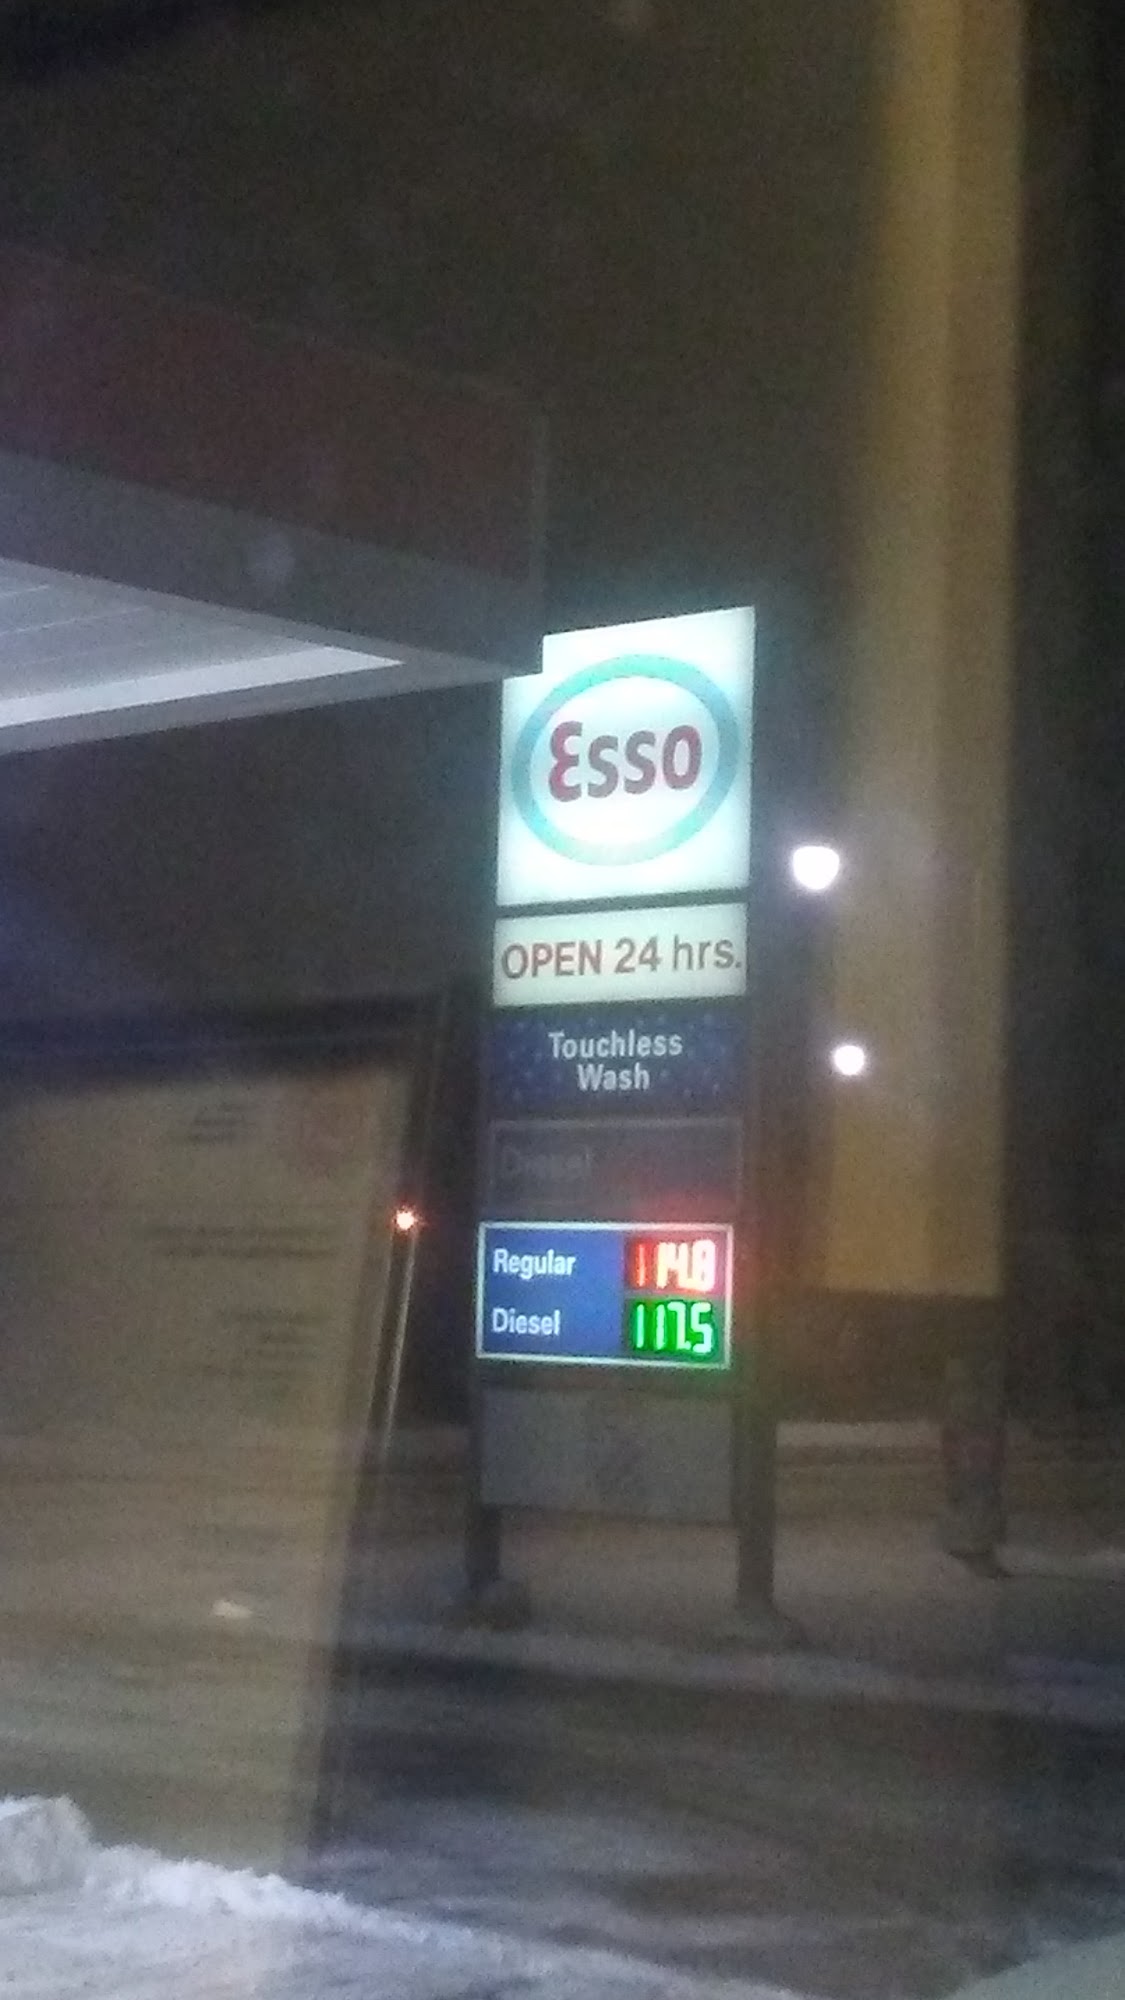 Esso
OPEN 24 hrs.
Touchless
Wash
Diesel
Regular 114.8
Diesel 117.5